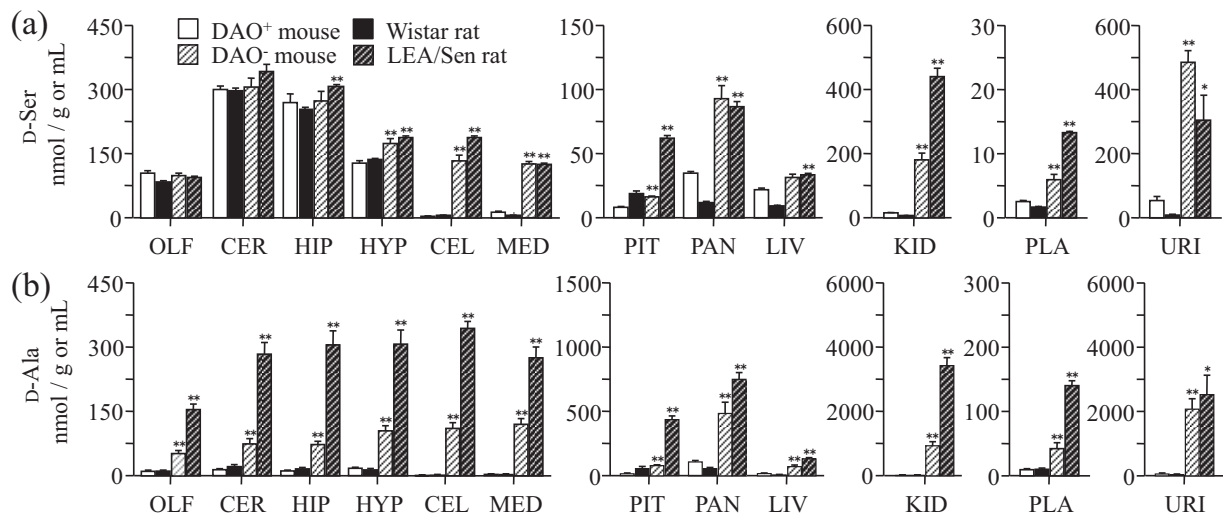 (a)
DAO⁺ mouse
Wistar rat
DAO⁻ mouse
LEA/Sen rat
D-Ser
nmol / g or mL
450
300
150
0
** ** ** ** ** ** **
OLF CER HIP HYP CEL MED
150
100
50
0
** ** ** ** **
PIT PAN LIV
600
400
200
0
** **
KID
30
20
10
0
** **
PLA
600
400
200
0
** *
URI
(b)
D-Ala
nmol / g or mL
450
300
150
0
** ** ** ** ** ** ** ** ** ** ** **
OLF CER HIP HYP CEL MED
1500
1000
500
0
** ** ** ** ** **
PIT PAN LIV
6000
4000
2000
0
** **
KID
300
200
100
0
** **
PLA
6000
4000
2000
0
** *
URI